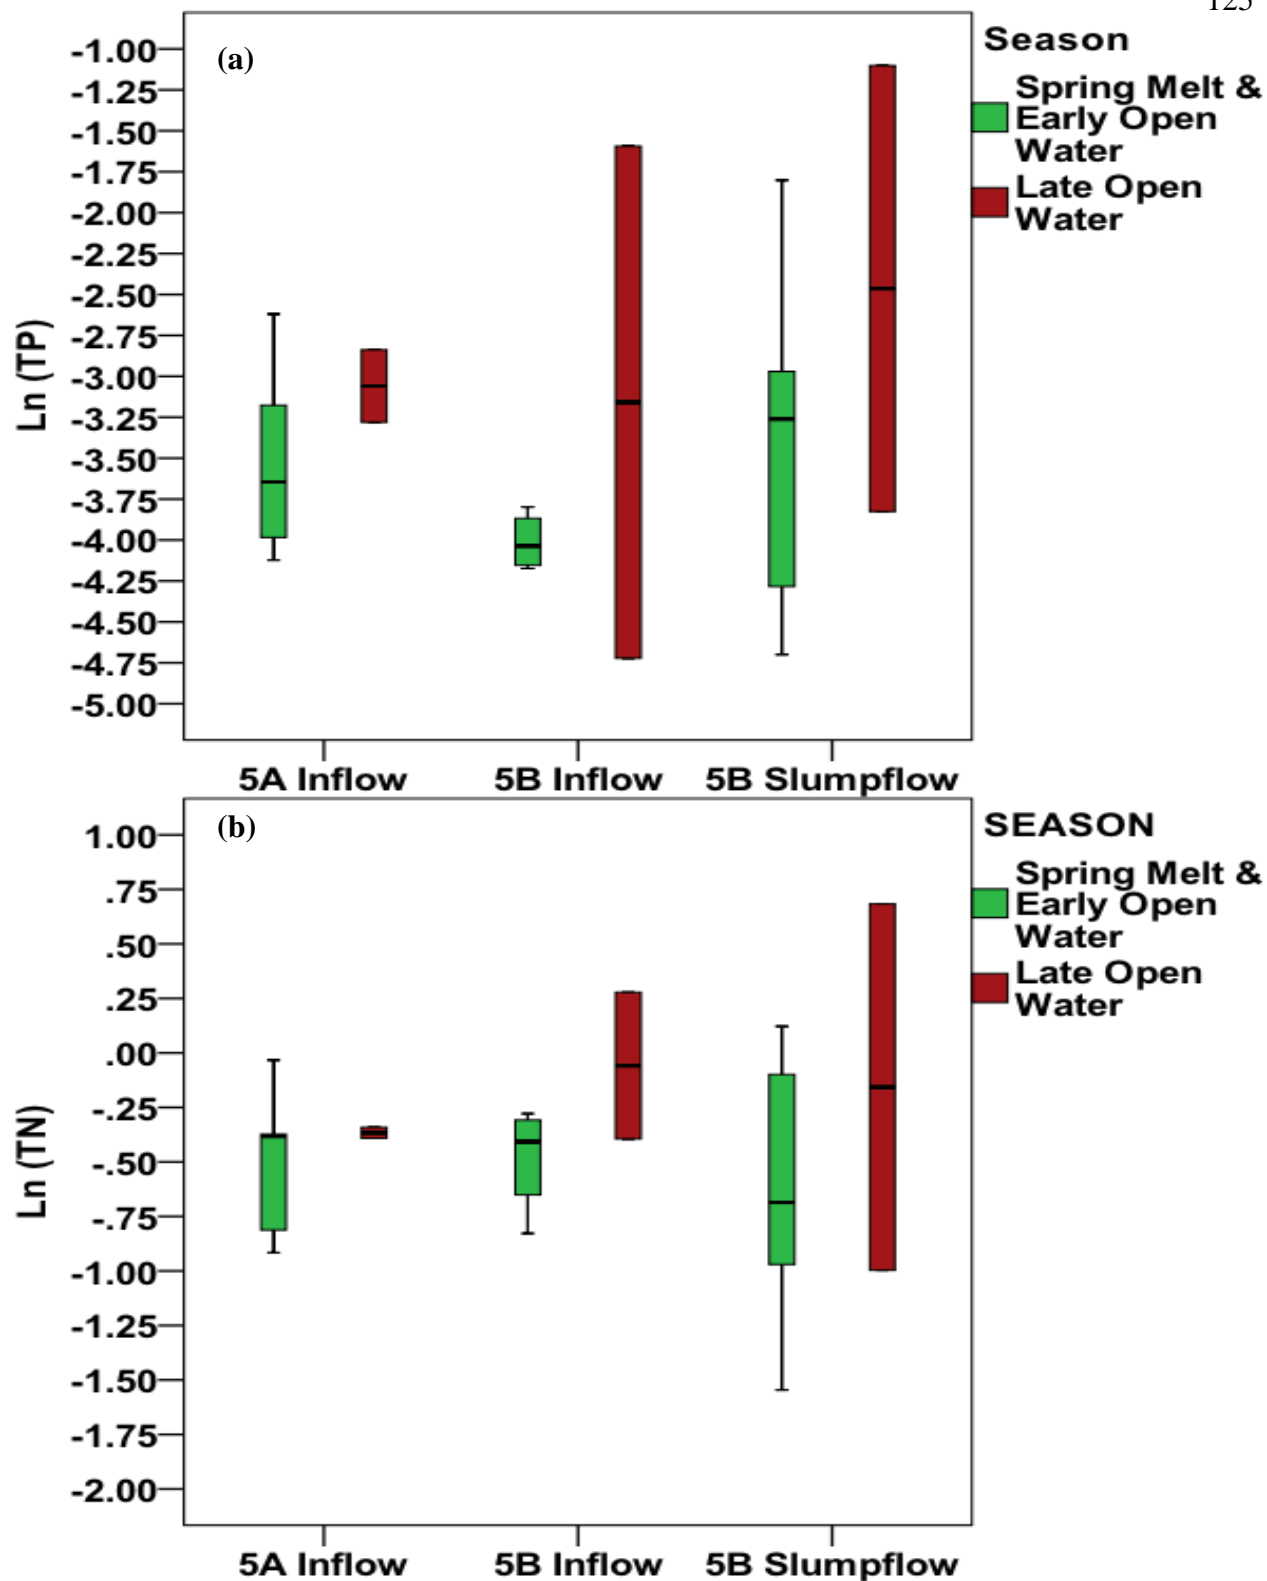 125
(a)
-1.00
-1.25
-1.50
-1.75
-2.00
-2.25
-2.50
-2.75
-3.00
-3.25
-3.50
-3.75
-4.00
-4.25
-4.50
-4.75
-5.00
Ln (TP)
5A Inflow
5B Inflow
5B Slumpflow
Season
Spring Melt &
Early Open
Water
Late Open
Water
(b)
1.00
.75
.50
.25
.00
-.25
-.50
-.75
-1.00
-1.25
-1.50
-1.75
-2.00
Ln (TN)
5A Inflow
5B Inflow
5B Slumpflow
SEASON
Spring Melt &
Early Open
Water
Late Open
Water